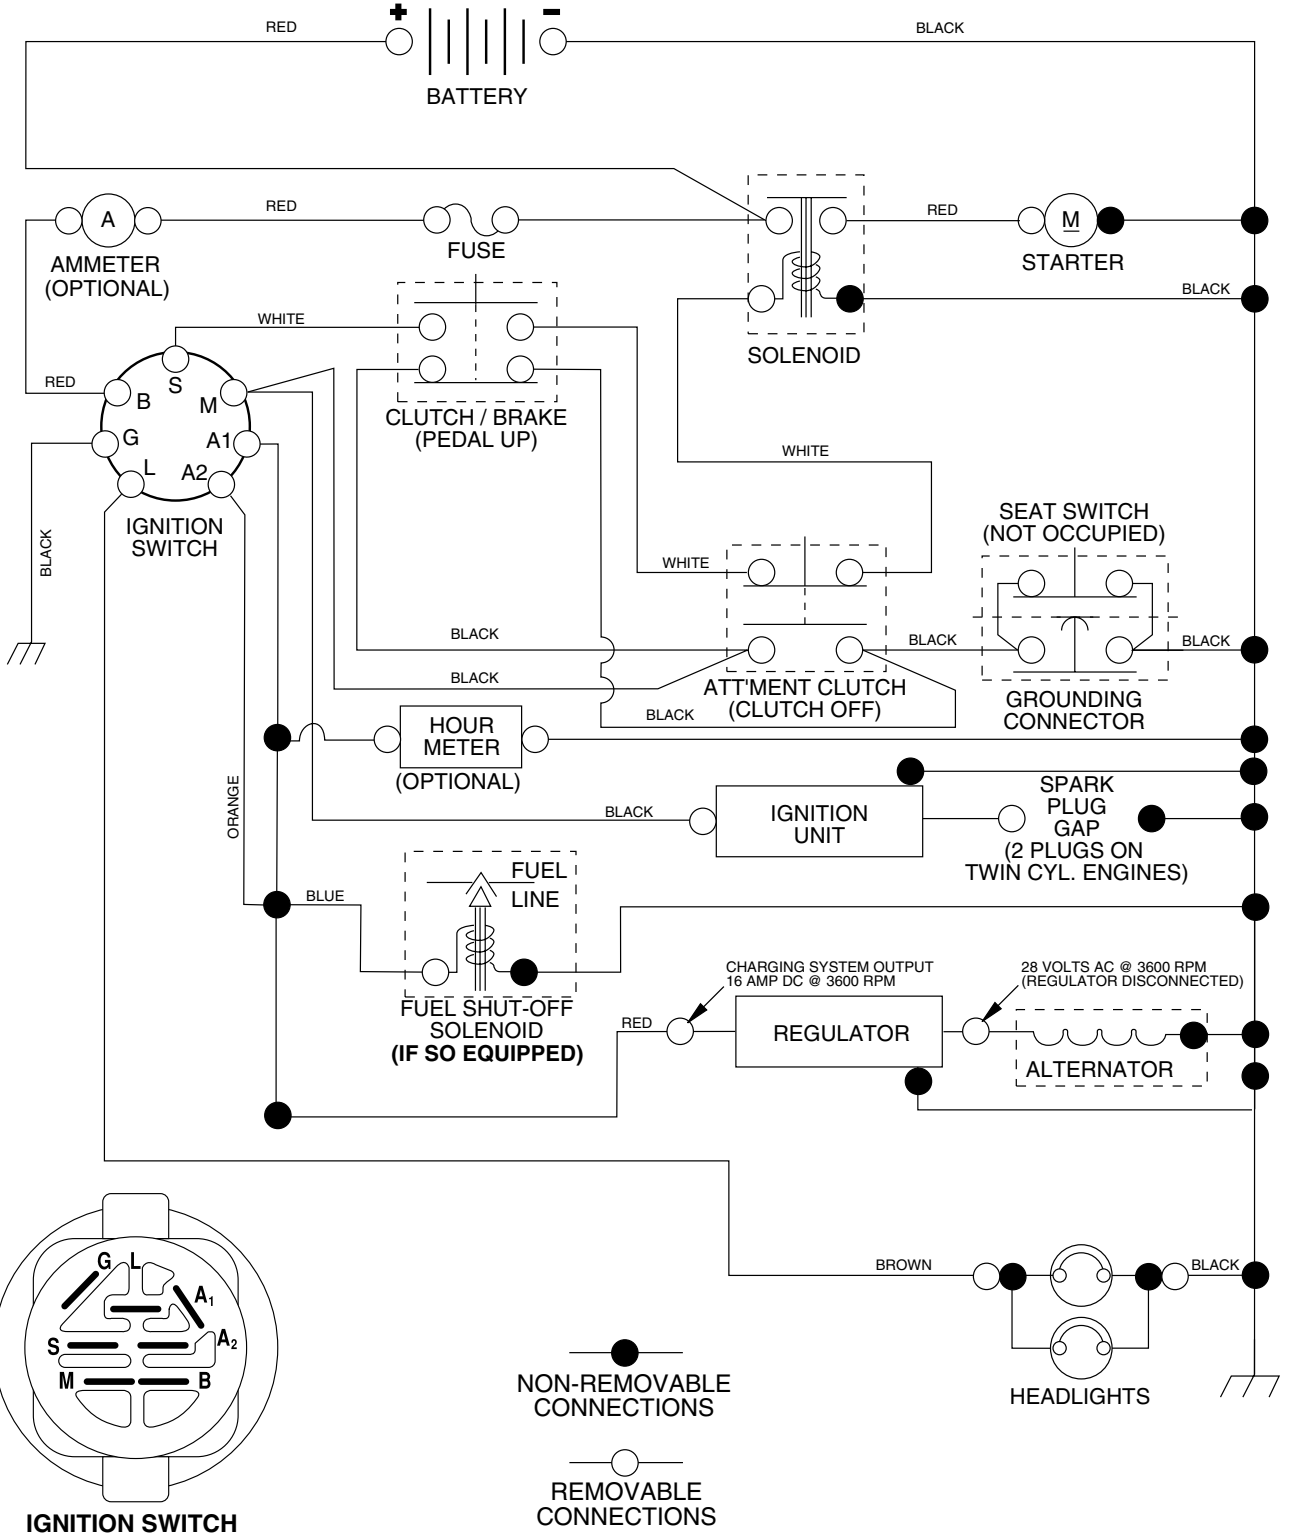 RED
+
−
BLACK
BATTERY
A
RED
AMMETER
(OPTIONAL)
FUSE
RED
M
STARTER
BLACK
SOLENOID
WHITE
CLUTCH / BRAKE
(PEDAL UP)
RED
S
B
M
G
A1
L
A2
IGNITION
SWITCH
BLACK
WHITE
SEAT SWITCH
(NOT OCCUPIED)
WHITE
BLACK
BLACK
BLACK
BLACK
ATT'MENT CLUTCH
(CLUTCH OFF)
GROUNDING
CONNECTOR
BLACK
HOUR
METER
(OPTIONAL)
ORANGE
BLACK
IGNITION
UNIT
SPARK
PLUG
GAP
(2 PLUGS ON
TWIN CYL. ENGINES)
BLUE
FUEL
LINE
FUEL SHUT-OFF
SOLENOID
(IF SO EQUIPPED)
CHARGING SYSTEM OUTPUT
16 AMP DC @ 3600 RPM
28 VOLTS AC @ 3600 RPM
(REGULATOR DISCONNECTED)
RED
REGULATOR
ALTERNATOR
BROWN
BLACK
HEADLIGHTS
G
L
A1
S
A2
M
B
IGNITION SWITCH
NON-REMOVABLE
CONNECTIONS
REMOVABLE
CONNECTIONS